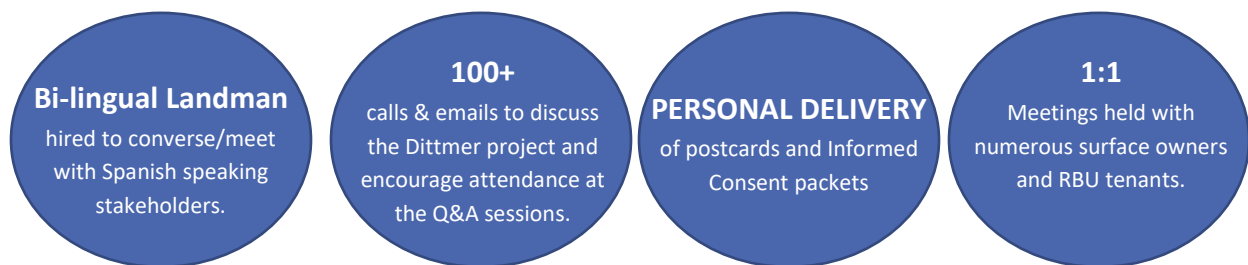 Bi-lingual Landman
hired to converse/meet
with Spanish speaking
stakeholders.
100+
calls & emails to discuss
the Dittmer project and
encourage attendance at
the Q&A sessions.
PERSONAL DELIVERY
of postcards and Informed
Consent packets
1:1
Meetings held with
numerous surface owners
and RBU tenants.